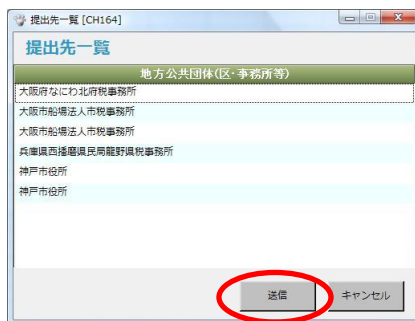 提出先一覧 [CH164]
提出先一覧
地方公共団体(区・事務所等)
大阪府なにわ北府税事務所
大阪市船場法人市税事務所
大阪市船場法人市税事務所
兵庫県西播磨県民局龍野県税事務所
神戸市役所
神戸市役所
送信 キャンセル